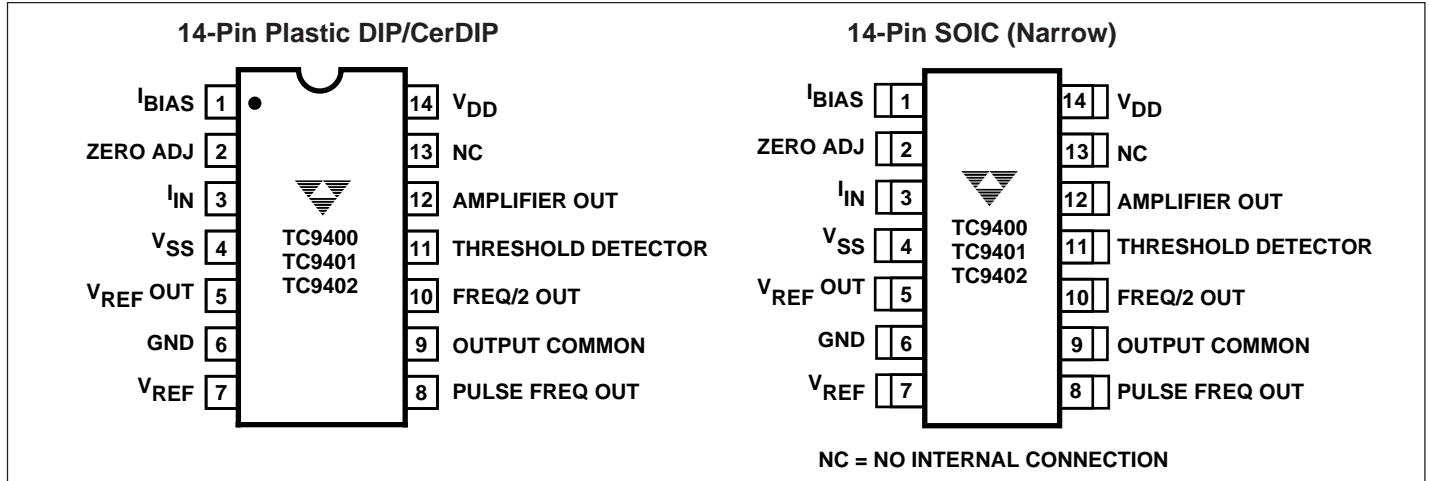 14-Pin Plastic DIP/CerDIP
IBIAS 1
ZERO ADJ 2
IIN 3
VSS 4
VREF OUT 5
GND 6
VREF 7
14 VDD
13 NC
12 AMPLIFIER OUT
11 THRESHOLD DETECTOR
10 FREQ/2 OUT
9 OUTPUT COMMON
8 PULSE FREQ OUT
TC9400
TC9401
TC9402
14-Pin SOIC (Narrow)
IBIAS 1
ZERO ADJ 2
IIN 3
VSS 4
VREF OUT 5
GND 6
VREF 7
14 VDD
13 NC
12 AMPLIFIER OUT
11 THRESHOLD DETECTOR
10 FREQ/2 OUT
9 OUTPUT COMMON
8 PULSE FREQ OUT
TC9400
TC9401
TC9402
NC = NO INTERNAL CONNECTION